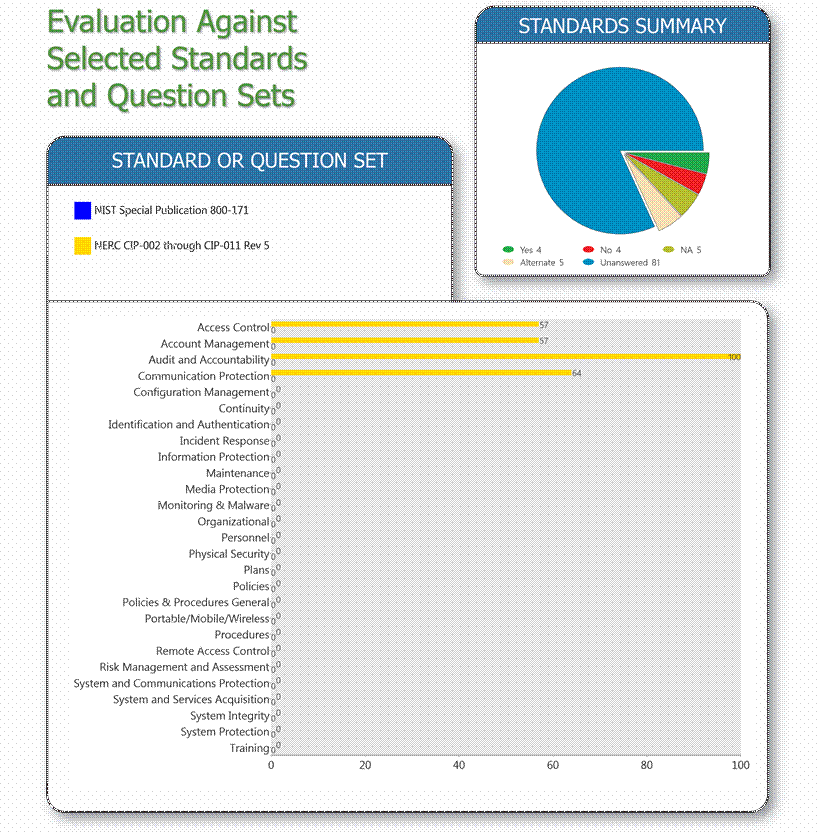 Evaluation Against
Selected Standards
and Question Sets
STANDARDS SUMMARY
Yes 4
No 4
NA 5
Alternate 5
Unanswered 81
STANDARD OR QUESTION SET
NIST Special Publication 800-171
NERC CIP-002 through CIP-011 Rev 5
Access Control 57 0
Account Management 57 0
Audit and Accountability 100 0
Communication Protection 64 0
Configuration Management 0 0
Continuity 0 0
Identification and Authentication 0 0
Incident Response 0 0
Information Protection 0 0
Maintenance 0 0
Media Protection 0 0
Monitoring & Malware 0 0
Organizational 0 0
Personnel 0 0
Physical Security 0 0
Plans 0 0
Policies 0 0
Policies & Procedures General 0 0
Portable/Mobile/Wireless 0 0
Procedures 0 0
Remote Access Control 0 0
Risk Management and Assessment 0 0
System and Communications Protection 0 0
System and Services Acquisition 0 0
System Integrity 0 0
System Protection 0 0
Training 0 0
0 20 40 60 80 100